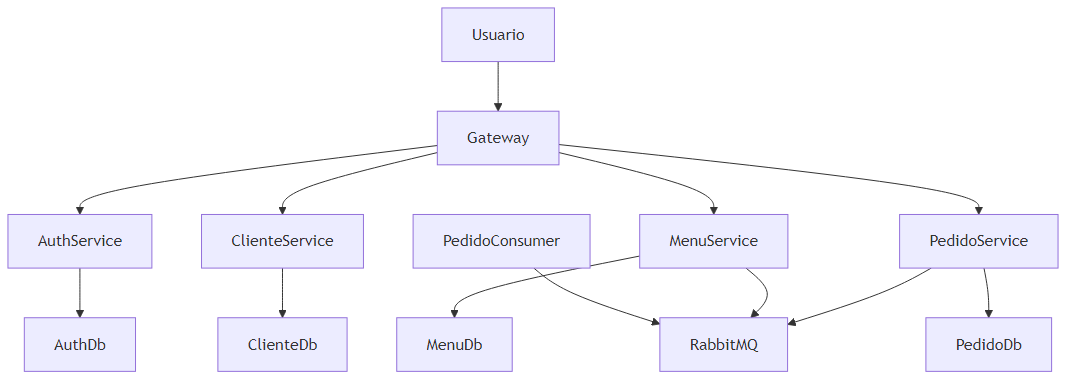 Usuario
Gateway
AuthService
ClienteService
PedidoConsumer
MenuService
PedidoService
AuthDb
ClienteDb
MenuDb
RabbitMQ
PedidoDb